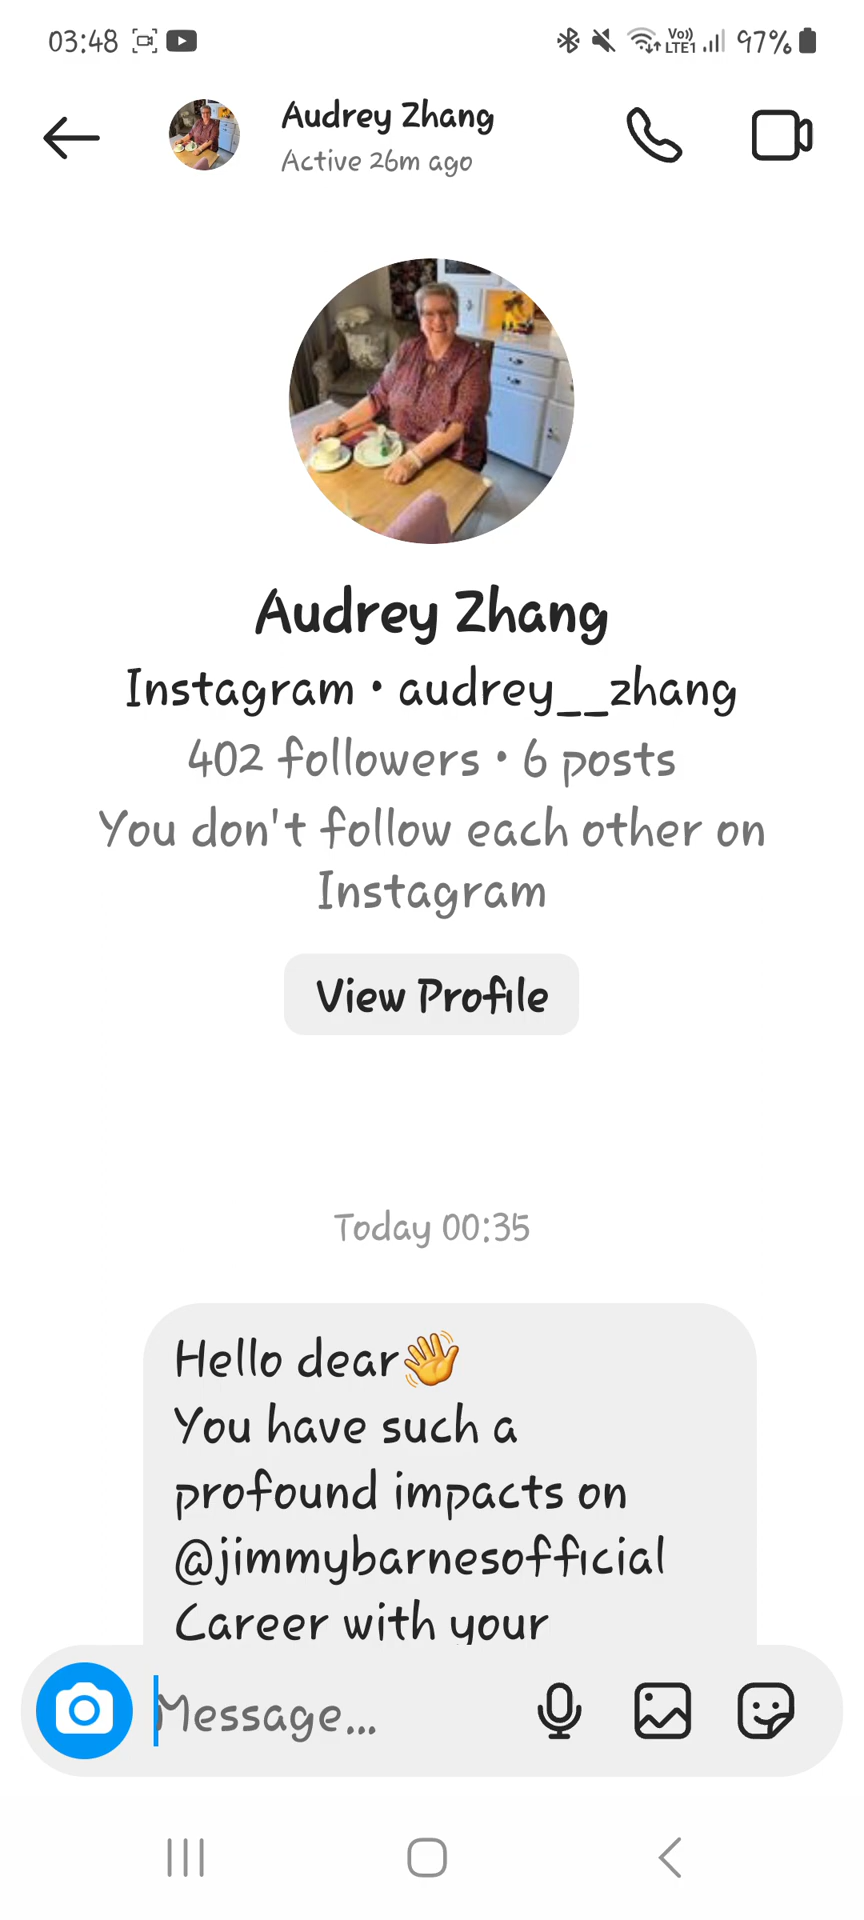 03:48 Vo)) LTE1 97%
Audrey Zhang
Active 26m ago
Audrey Zhang
Instagram • audrey__zhang
402 followers • 6 posts
You don't follow each other on
Instagram
View Profile
Today 00:35
Hello dear👋
You have such a
profound impacts on
@jimmybarnesofficial
Career with your
Message...